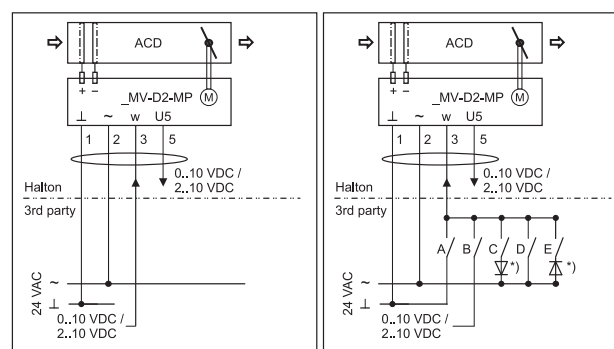 ACD
+ −
_MV-D2-MP
M
⊥ ~ w U5
1 2 3 5
0..10 VDC /
2..10 VDC
Halton
3rd party
24 VAC
~
⊥
0..10 VDC /
2..10 VDC
ACD
+ −
_MV-D2-MP
M
⊥ ~ w U5
1 2 3 5
0..10 VDC /
2..10 VDC
Halton
3rd party
A B C D E
*) *)
24 VAC
~
⊥
0..10 VDC /
2..10 VDC